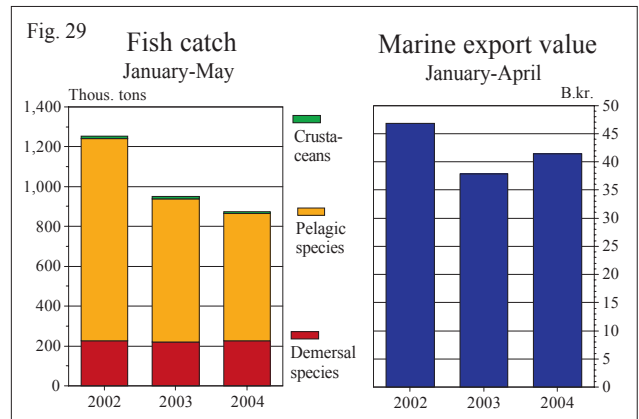 Fig. 29
Fish catch
January-May
Thous. tons
1,400
1,200
1,000
800
600
400
200
0
2002
2003
2004
Crusta-
ceans
Pelagic
species
Demersal
species
Marine export value
January-April
B.kr.
50
45
40
35
30
25
20
15
10
5
0
2002
2003
2004